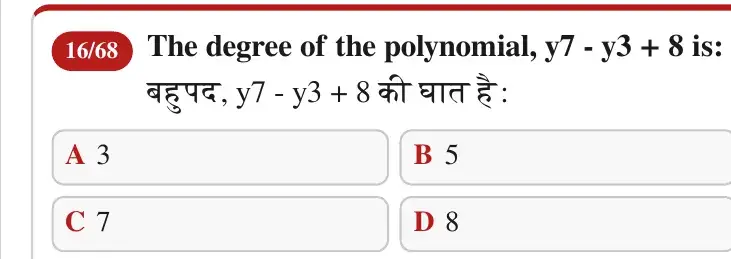 16/68 The degree of the polynomial, y7 - y3 + 8 is:
बहुपद, y7 - y3 + 8 की घात है:
A 3 B 5
C 7 D 8